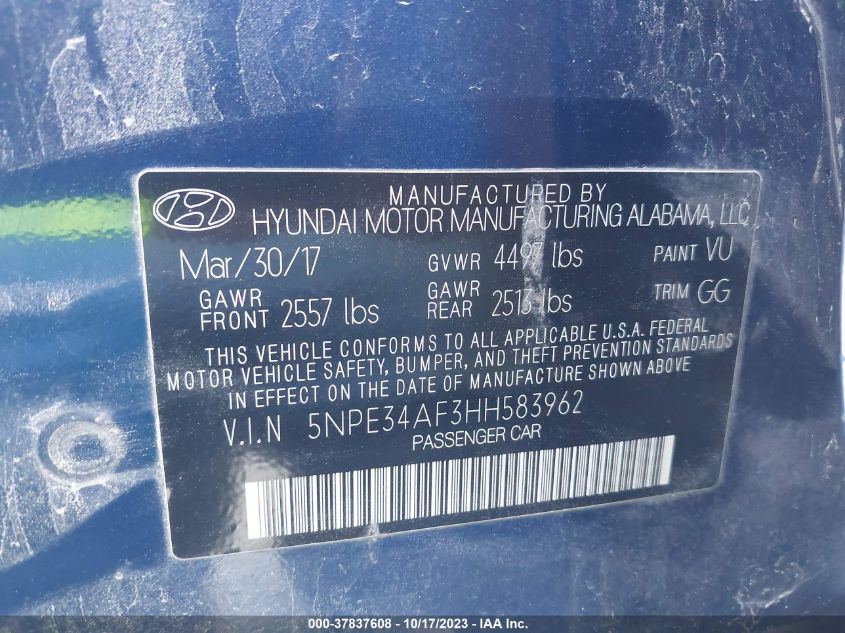 MANUFACTURED BY
HYUNDAI MOTOR MANUFACTURING ALABAMA, LLC
Mar/30/17 GVWR 4497 lbs PAINT VU
GAWR FRONT 2557 lbs GAWR REAR 2513 lbs TRIM GG
THIS VEHICLE CONFORMS TO ALL APPLICABLE U.S.A. FEDERAL
MOTOR VEHICLE SAFETY, BUMPER, AND THEFT PREVENTION STANDARDS
IN EFFECT ON THE DATE OF MANUFACTURE SHOWN ABOVE
V.I.N 5NPE34AF3HH583962
PASSENGER CAR
000-37837608 - 10/17/2023 - IAA Inc.